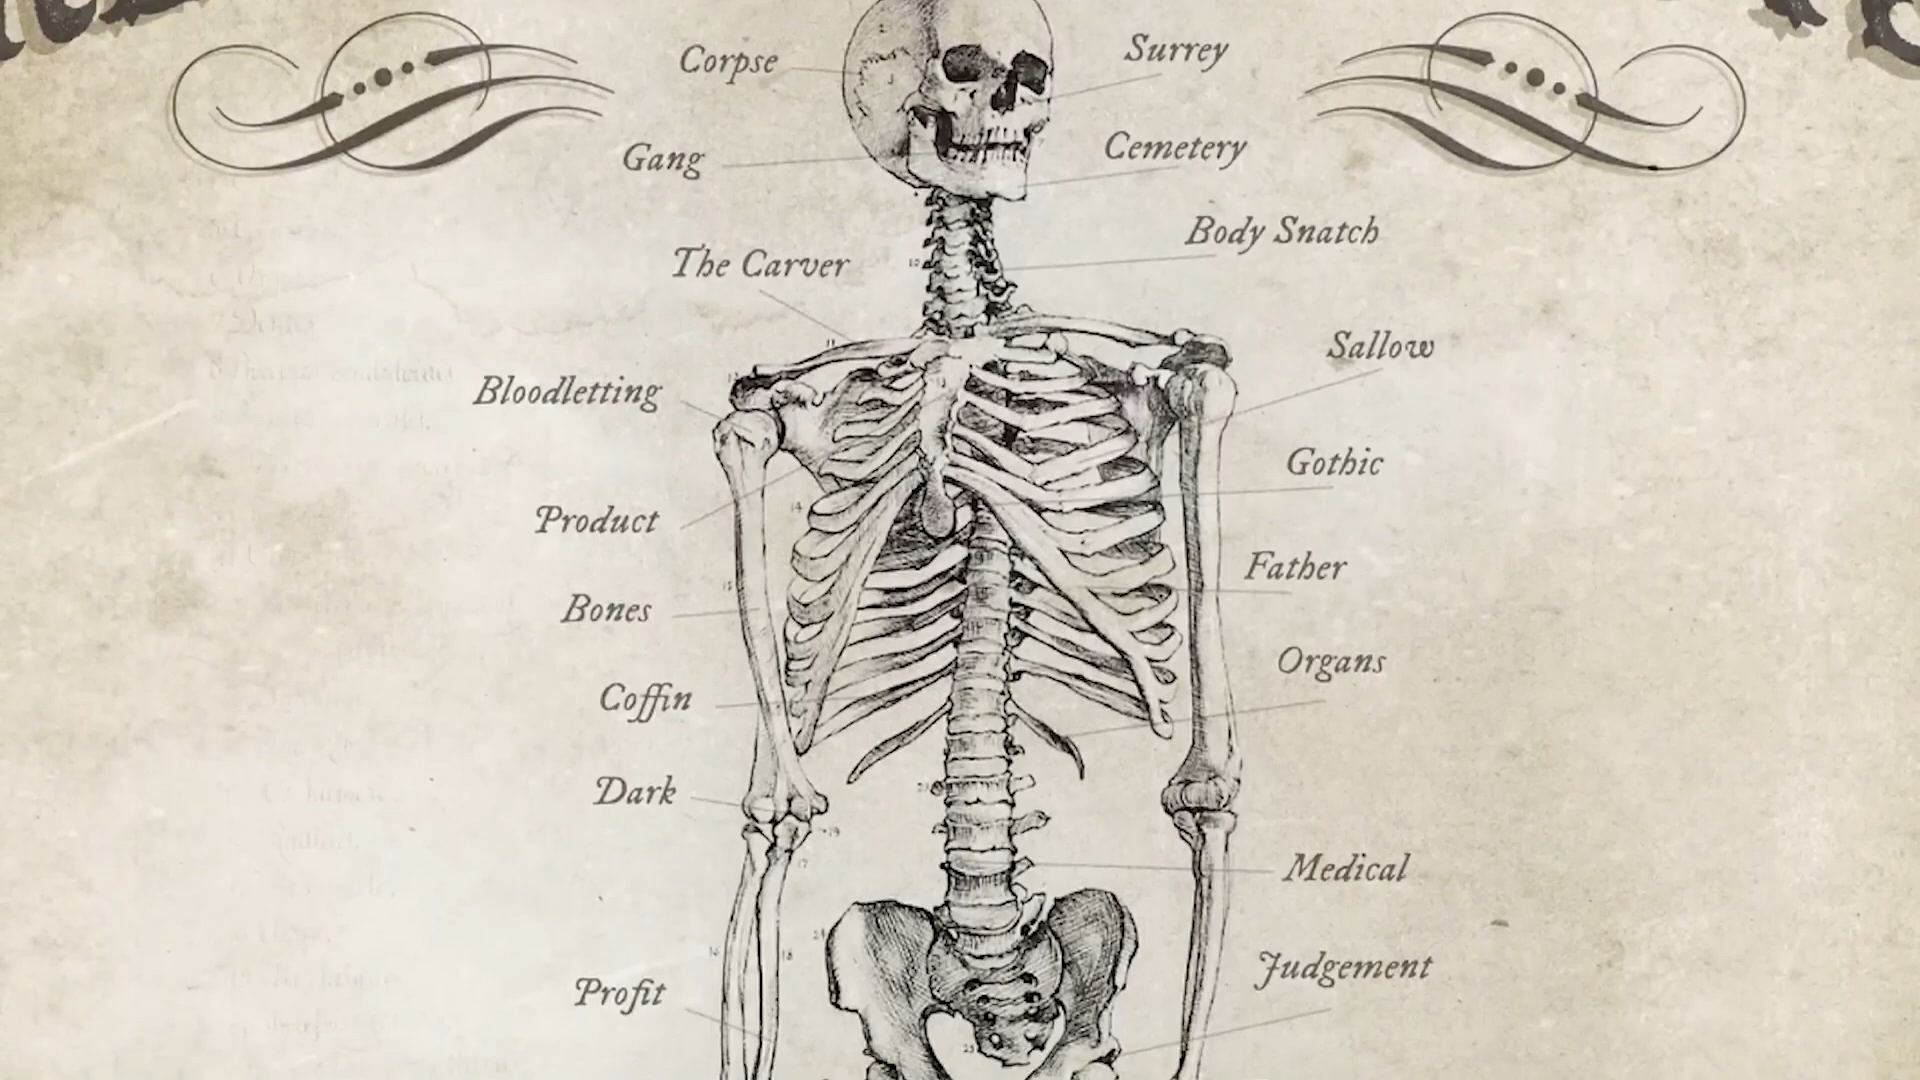 Corpse
Surrey
Gang
Cemetery
Body Snatch
The Carver
Sallow
Bloodletting
Gothic
Product
Father
Bones
Organs
Coffin
Dark
Medical
Judgement
Profit